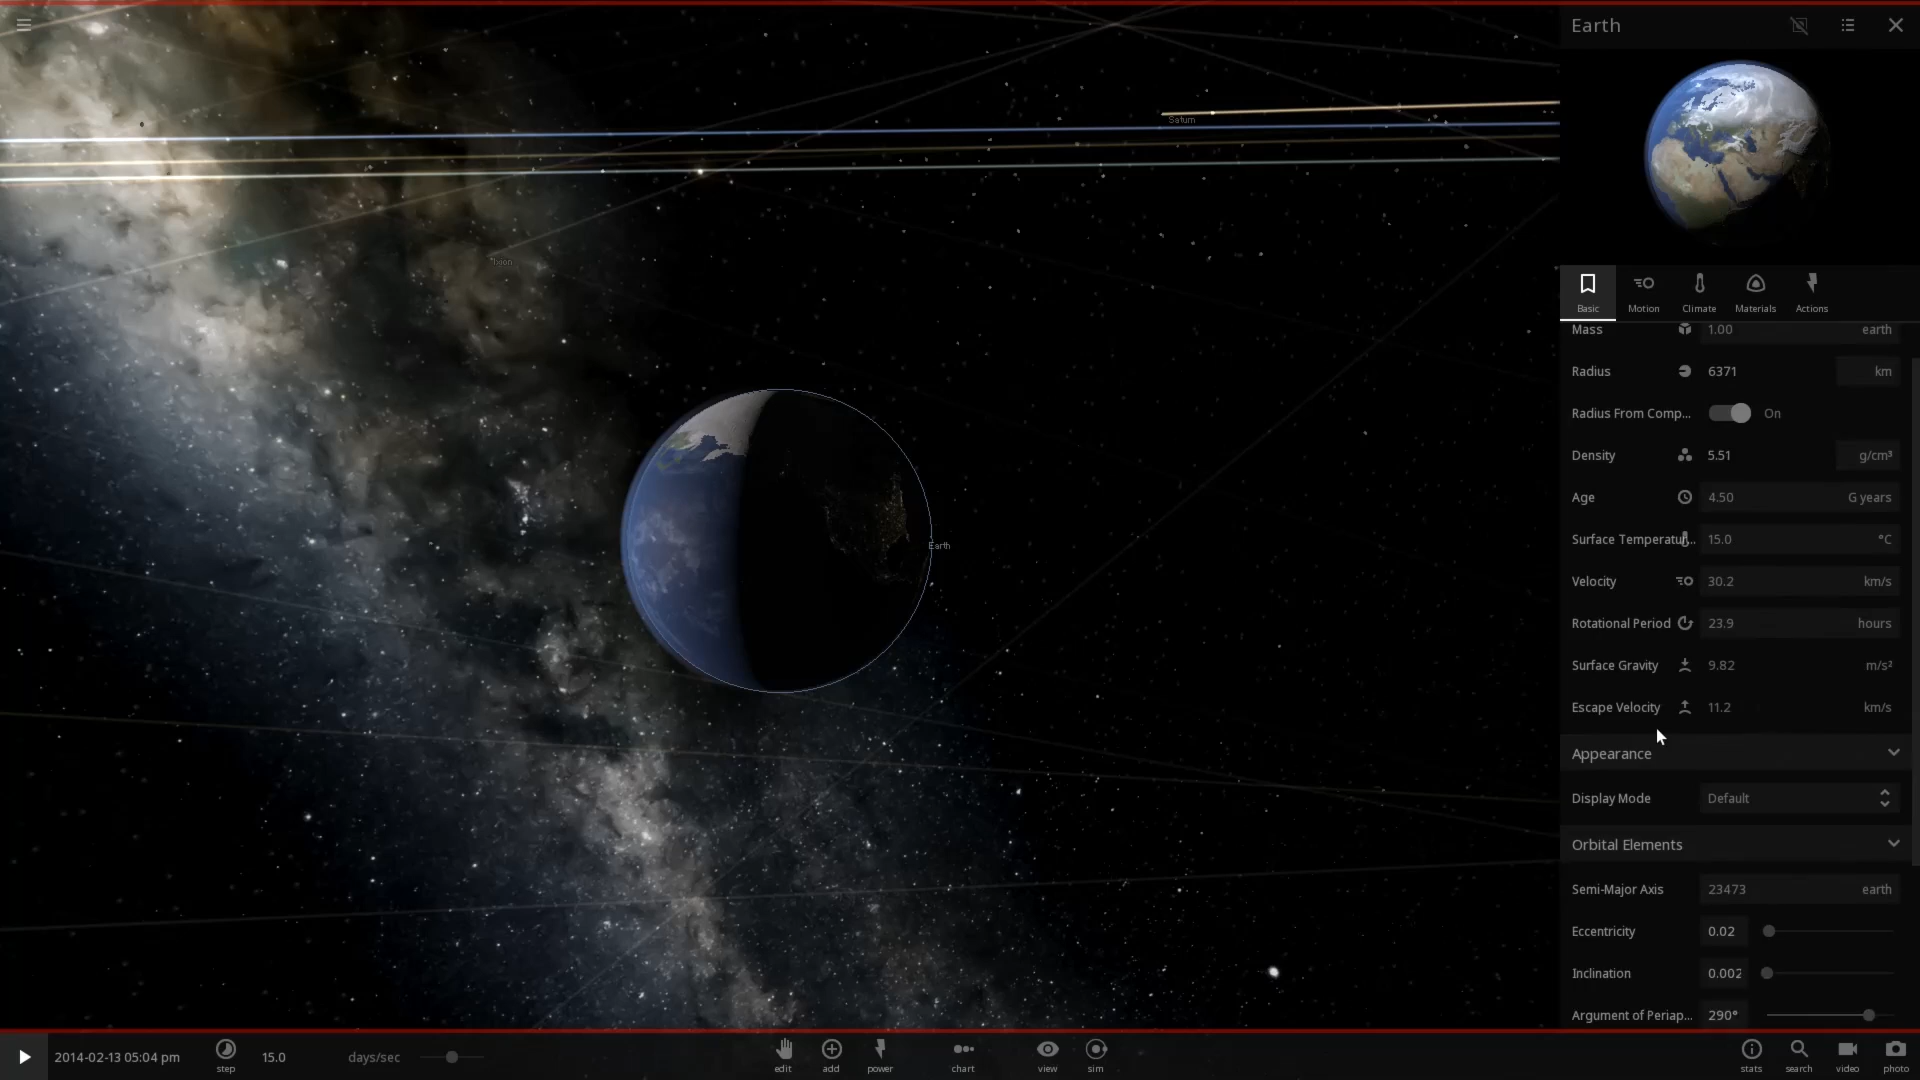 Earth
Saturn
Ixion
Earth
Basic
Motion
Climate
Materials
Actions
Mass 1.00 earth
Radius 6371 km
Radius From Comp... On
Density 5.51 g/cm³
Age 4.50 G years
Surface Temperatur... 15.0 °C
Velocity 30.2 km/s
Rotational Period 23.9 hours
Surface Gravity 9.82 m/s²
Escape Velocity 11.2 km/s
Appearance
Display Mode Default
Orbital Elements
Semi-Major Axis 23473 earth
Eccentricity 0.02
Inclination 0.002
Argument of Periap... 290°
2014-02-13 05:04 pm
step
15.0 days/sec
edit
add
power
chart
view
sim
stats
search
video
photo